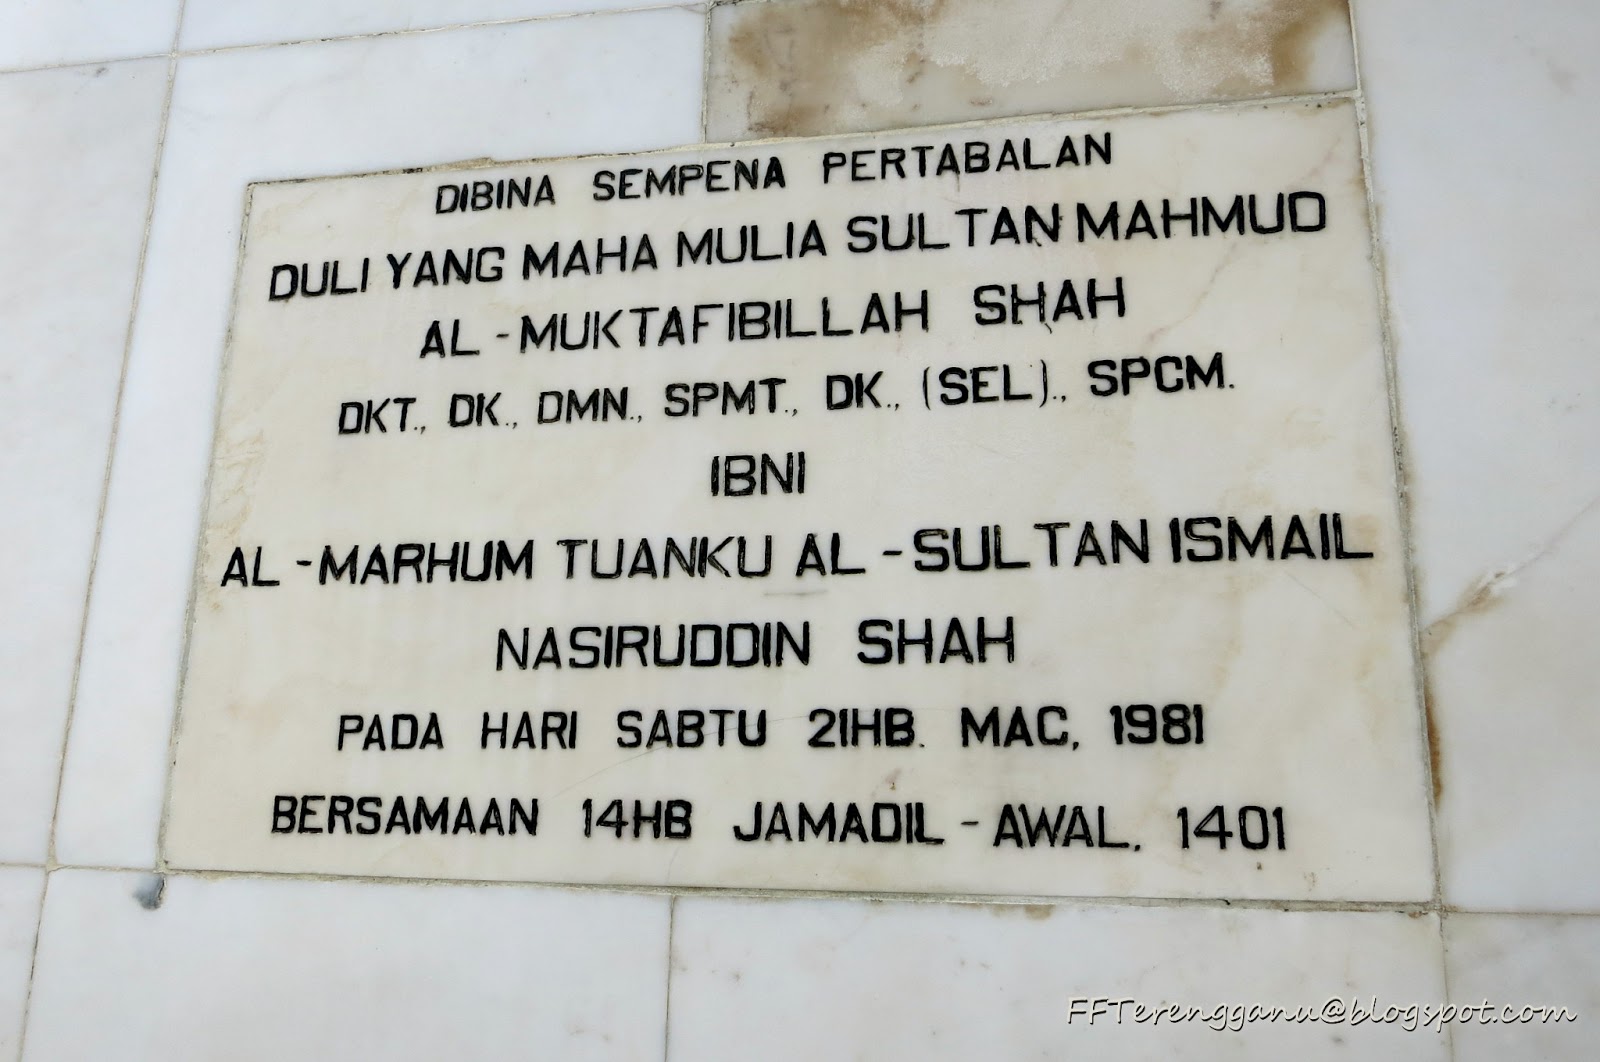 DIBINA SEMPENA PERTABALAN
DULI YANG MAHA MULIA SULTAN MAHMUD
AL-MUKTAFIBILLAH SHAH
DKT., DK., DMN., SPMT., DK., (SEL)., SPCM.
IBNI
AL-MARHUM TUANKU AL-SULTAN ISMAIL
NASIRUDDIN SHAH
PADA HARI SABTU 21HB. MAC, 1981
BERSAMAAN 14HB JAMADIL-AWAL, 1401
FFTerengganu@blogspot.com